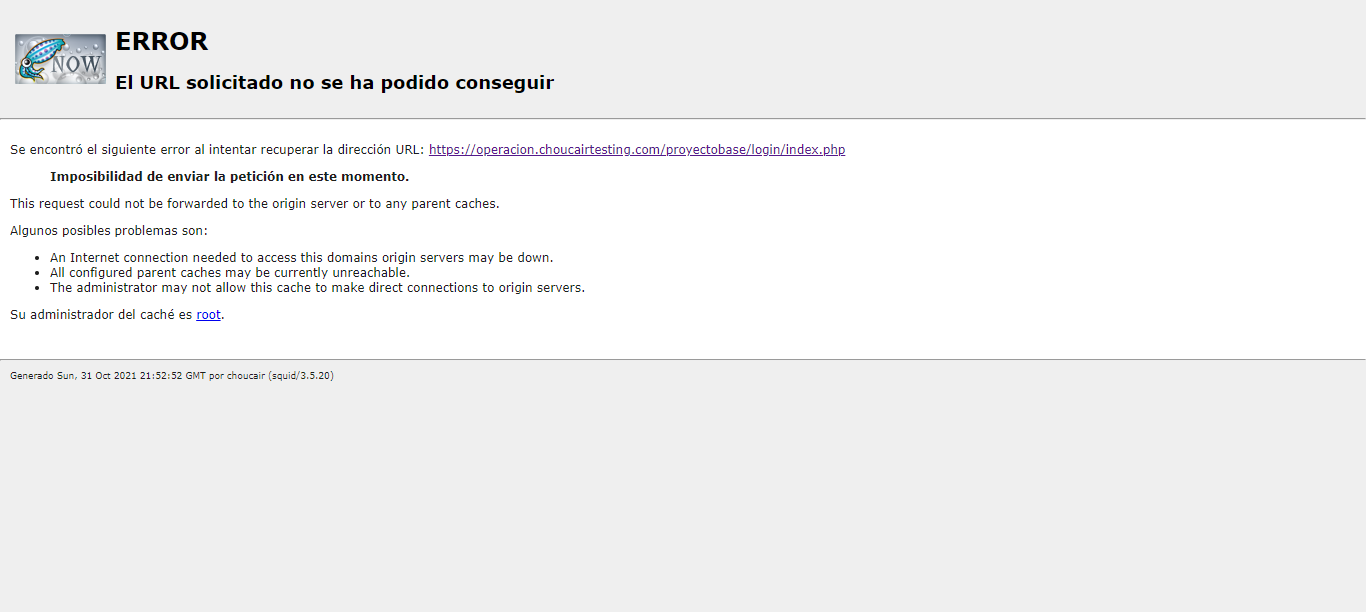 NOW
ERROR
El URL solicitado no se ha podido conseguir
Se encontró el siguiente error al intentar recuperar la dirección URL: https://operacion.choucairtesting.com/proyectobase/login/index.php
Imposibilidad de enviar la petición en este momento.
This request could not be forwarded to the origin server or to any parent caches.
Algunos posibles problemas son:
• An Internet connection needed to access this domains origin servers may be down.
• All configured parent caches may be currently unreachable.
• The administrator may not allow this cache to make direct connections to origin servers.
Su administrador del caché es root.
Generado Sun, 31 Oct 2021 21:52:52 GMT por choucair (squid/3.5.20)